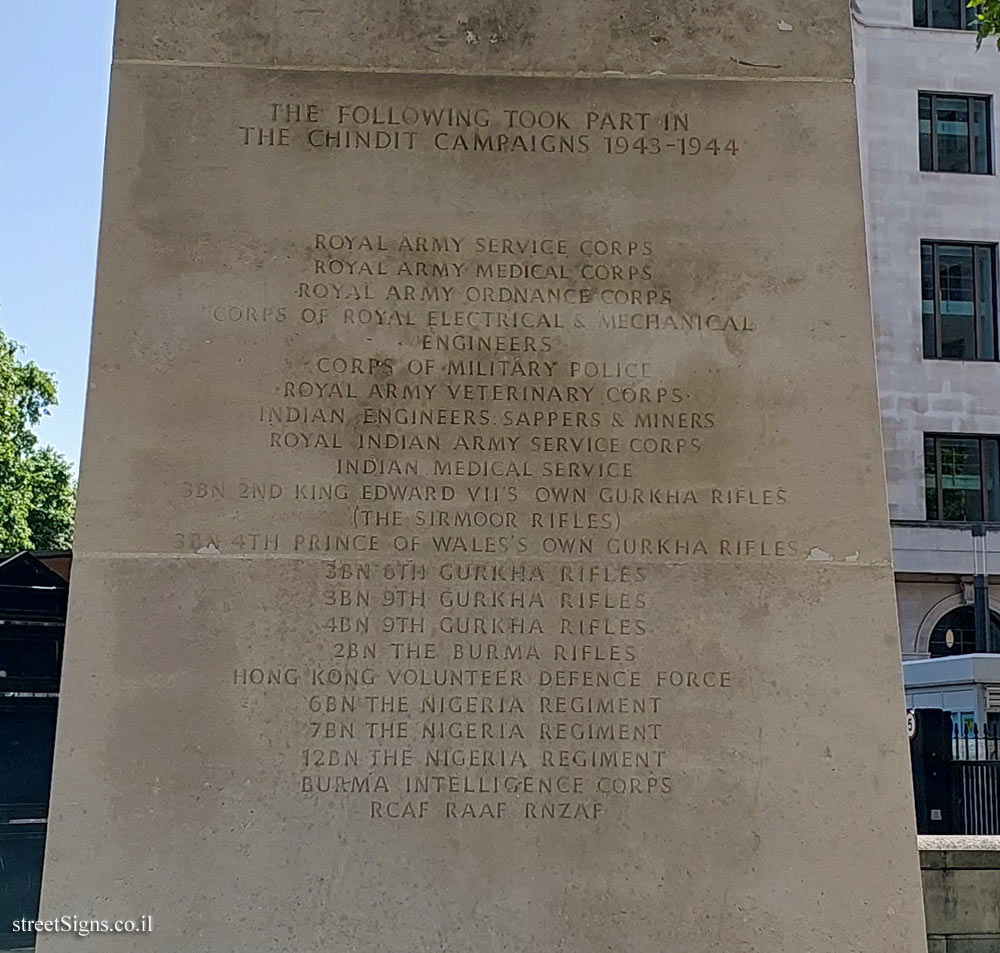 THE FOLLOWING TOOK PART IN
THE CHINDIT CAMPAIGNS 1943-1944
ROYAL ARMY SERVICE CORPS
ROYAL ARMY MEDICAL CORPS
ROYAL ARMY ORDNANCE CORPS
CORPS OF ROYAL ELECTRICAL & MECHANICAL
ENGINEERS
CORPS OF MILITARY POLICE
ROYAL ARMY VETERINARY CORPS
INDIAN ENGINEERS: SAPPERS & MINERS
ROYAL INDIAN ARMY SERVICE CORPS
INDIAN MEDICAL SERVICE
3BN 2ND KING EDWARD VII'S OWN GURKHA RIFLES
(THE SIRMOOR RIFLES)
3BN 4TH PRINCE OF WALES'S OWN GURKHA RIFLES
3BN 6TH GURKHA RIFLES
3BN 9TH GURKHA RIFLES
4BN 9TH GURKHA RIFLES
2BN THE BURMA RIFLES
HONG KONG VOLUNTEER DEFENCE FORCE
6BN THE NIGERIA REGIMENT
7BN THE NIGERIA REGIMENT
12BN THE NIGERIA REGIMENT
BURMA INTELLIGENCE CORPS
RCAF RAAF RNZAF
5
streetSigns.co.il